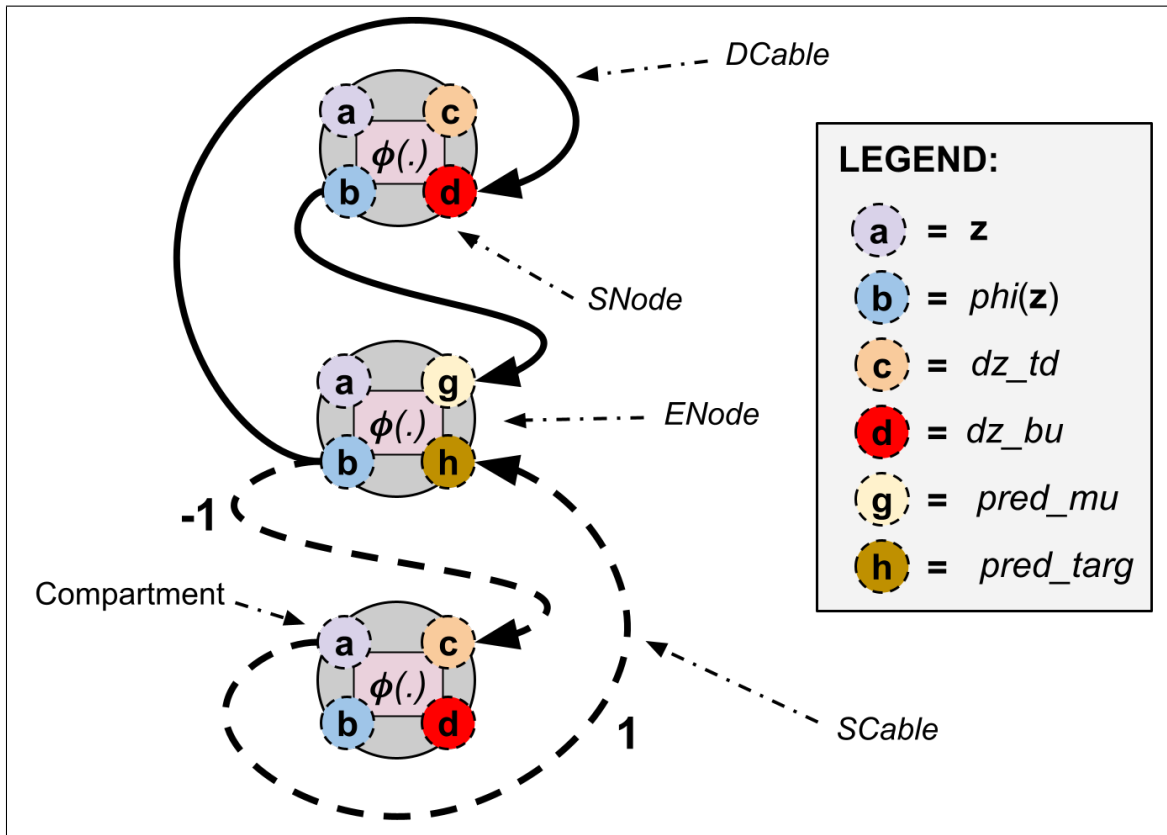 DCable
a
c
ϕ(.)
b
d
SNode
a
g
ϕ(.)
ENode
b
h
-1
Compartment
a
c
ϕ(.)
b
d
1
SCable
LEGEND:
a = z
b = phi(z)
c = dz_td
d = dz_bu
g = pred_mu
h = pred_targ